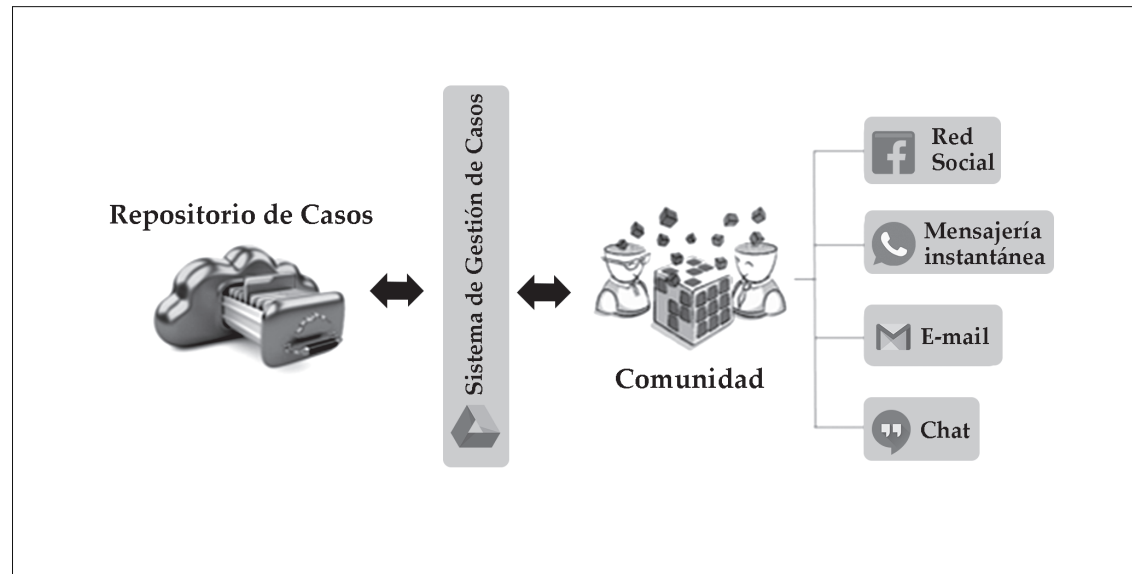 Repositorio de Casos
Sistema de Gestión de Casos
Comunidad
Red
Social
Mensajería
instantánea
E-mail
Chat